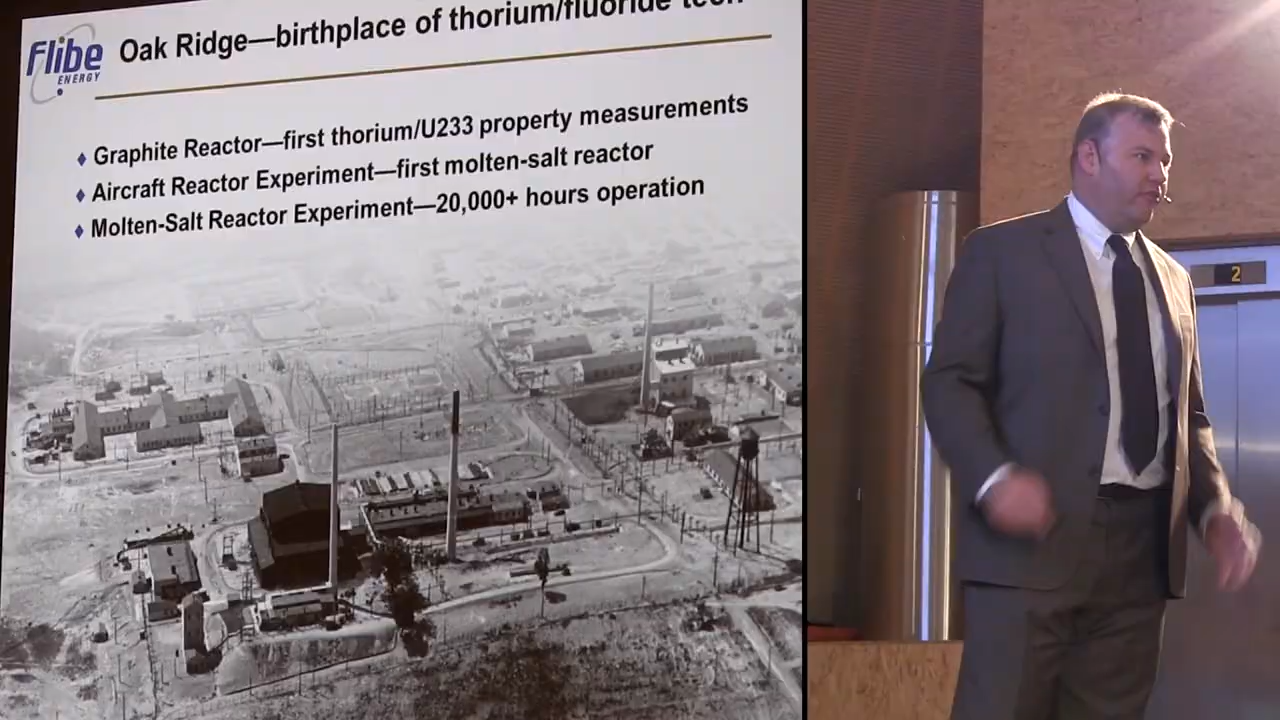 Flibe
ENERGY
Oak Ridge—birthplace of thorium/fluoride tech
Graphite Reactor—first thorium/U233 property measurements
Aircraft Reactor Experiment—first molten-salt reactor
Molten-Salt Reactor Experiment—20,000+ hours operation
2